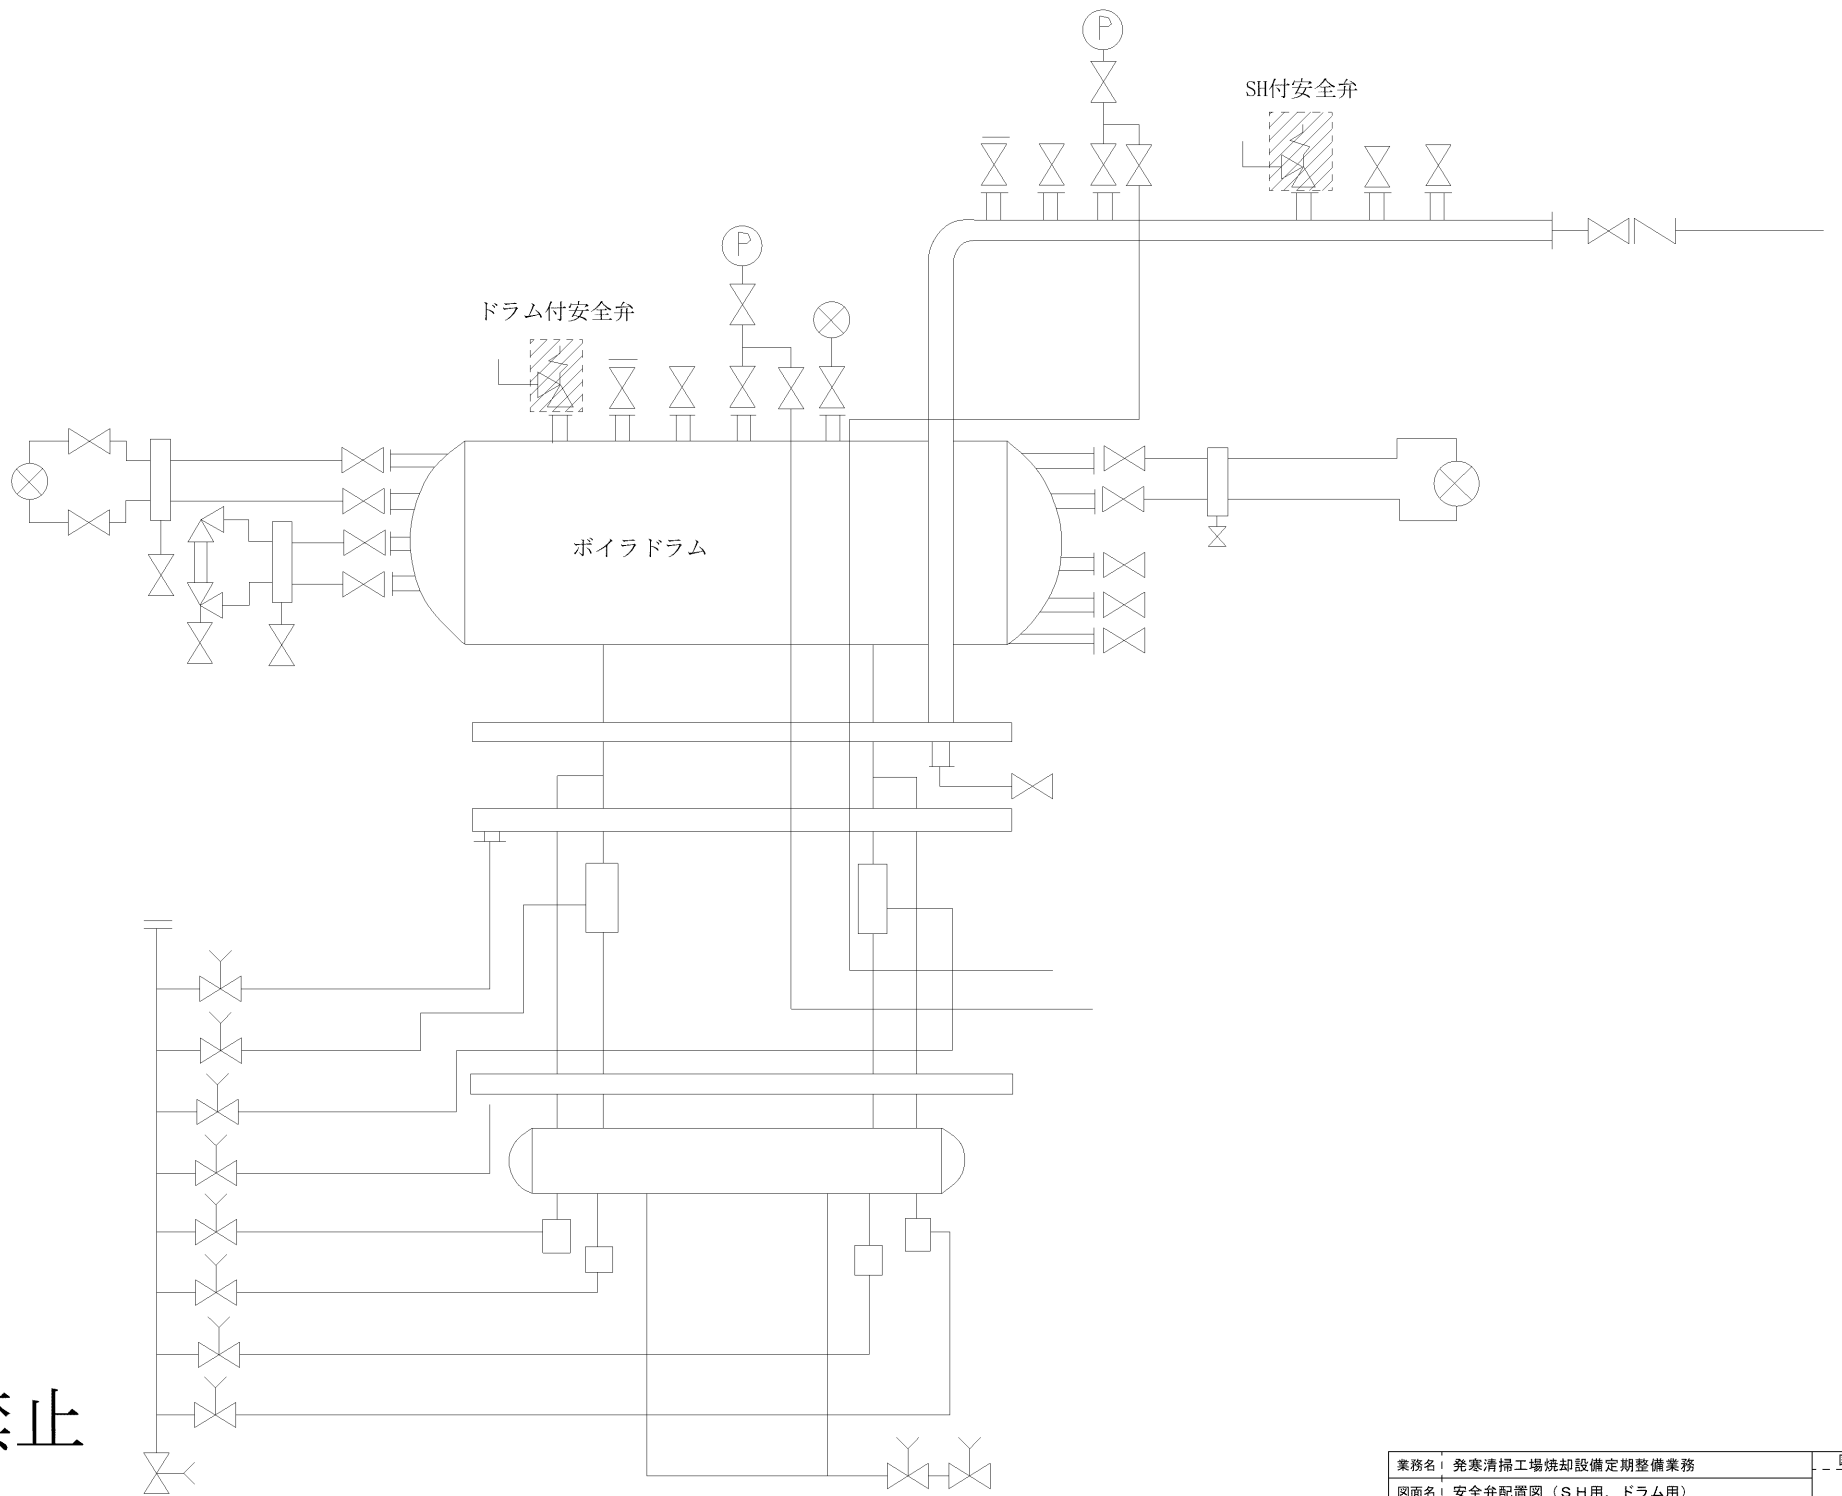 P
SH付安全弁
P
ドラム付安全弁
ボイラドラム
禁止
業務名 発寒清掃工場焼却設備定期整備業務
図面名 安全弁配置図（ＳＨ用，ドラム用）